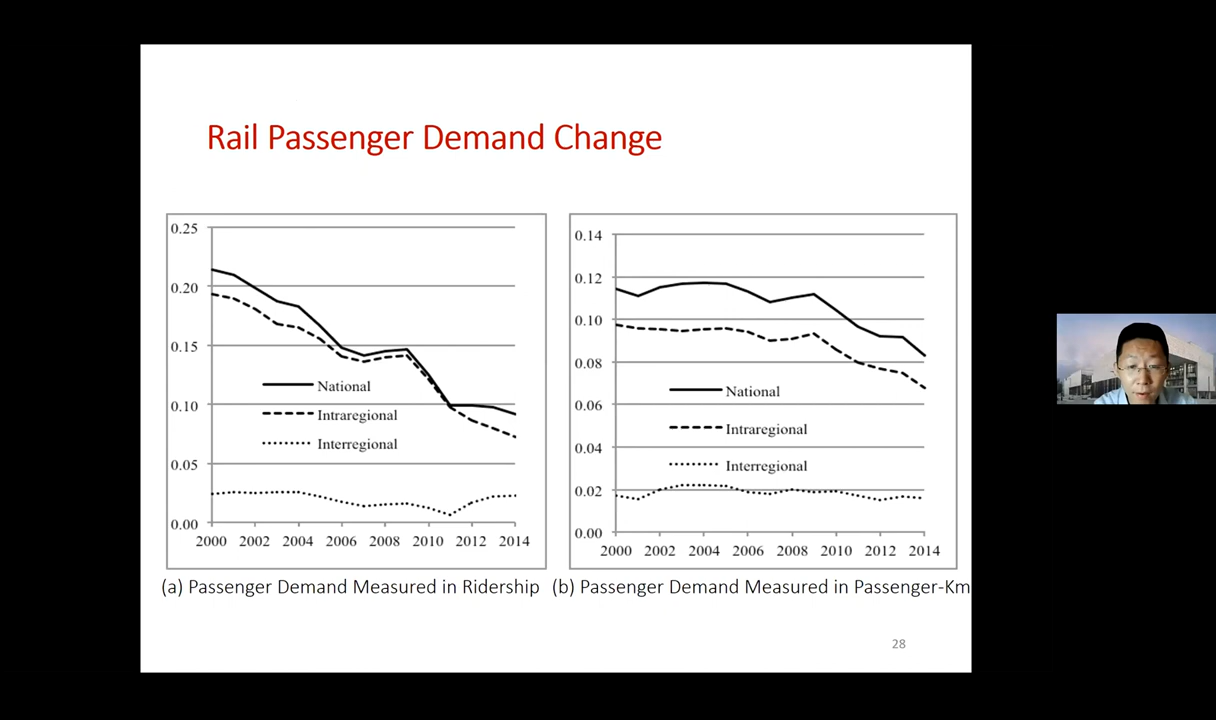 Rail Passenger Demand Change
0.25
0.20
0.15
0.10
0.05
0.00
National
Intraregional
Interregional
2000 2002 2004 2006 2008 2010 2012 2014
(a) Passenger Demand Measured in Ridership
0.14
0.12
0.10
0.08
0.06
0.04
0.02
0.00
National
Intraregional
Interregional
2000 2002 2004 2006 2008 2010 2012 2014
(b) Passenger Demand Measured in Passenger-Km
28